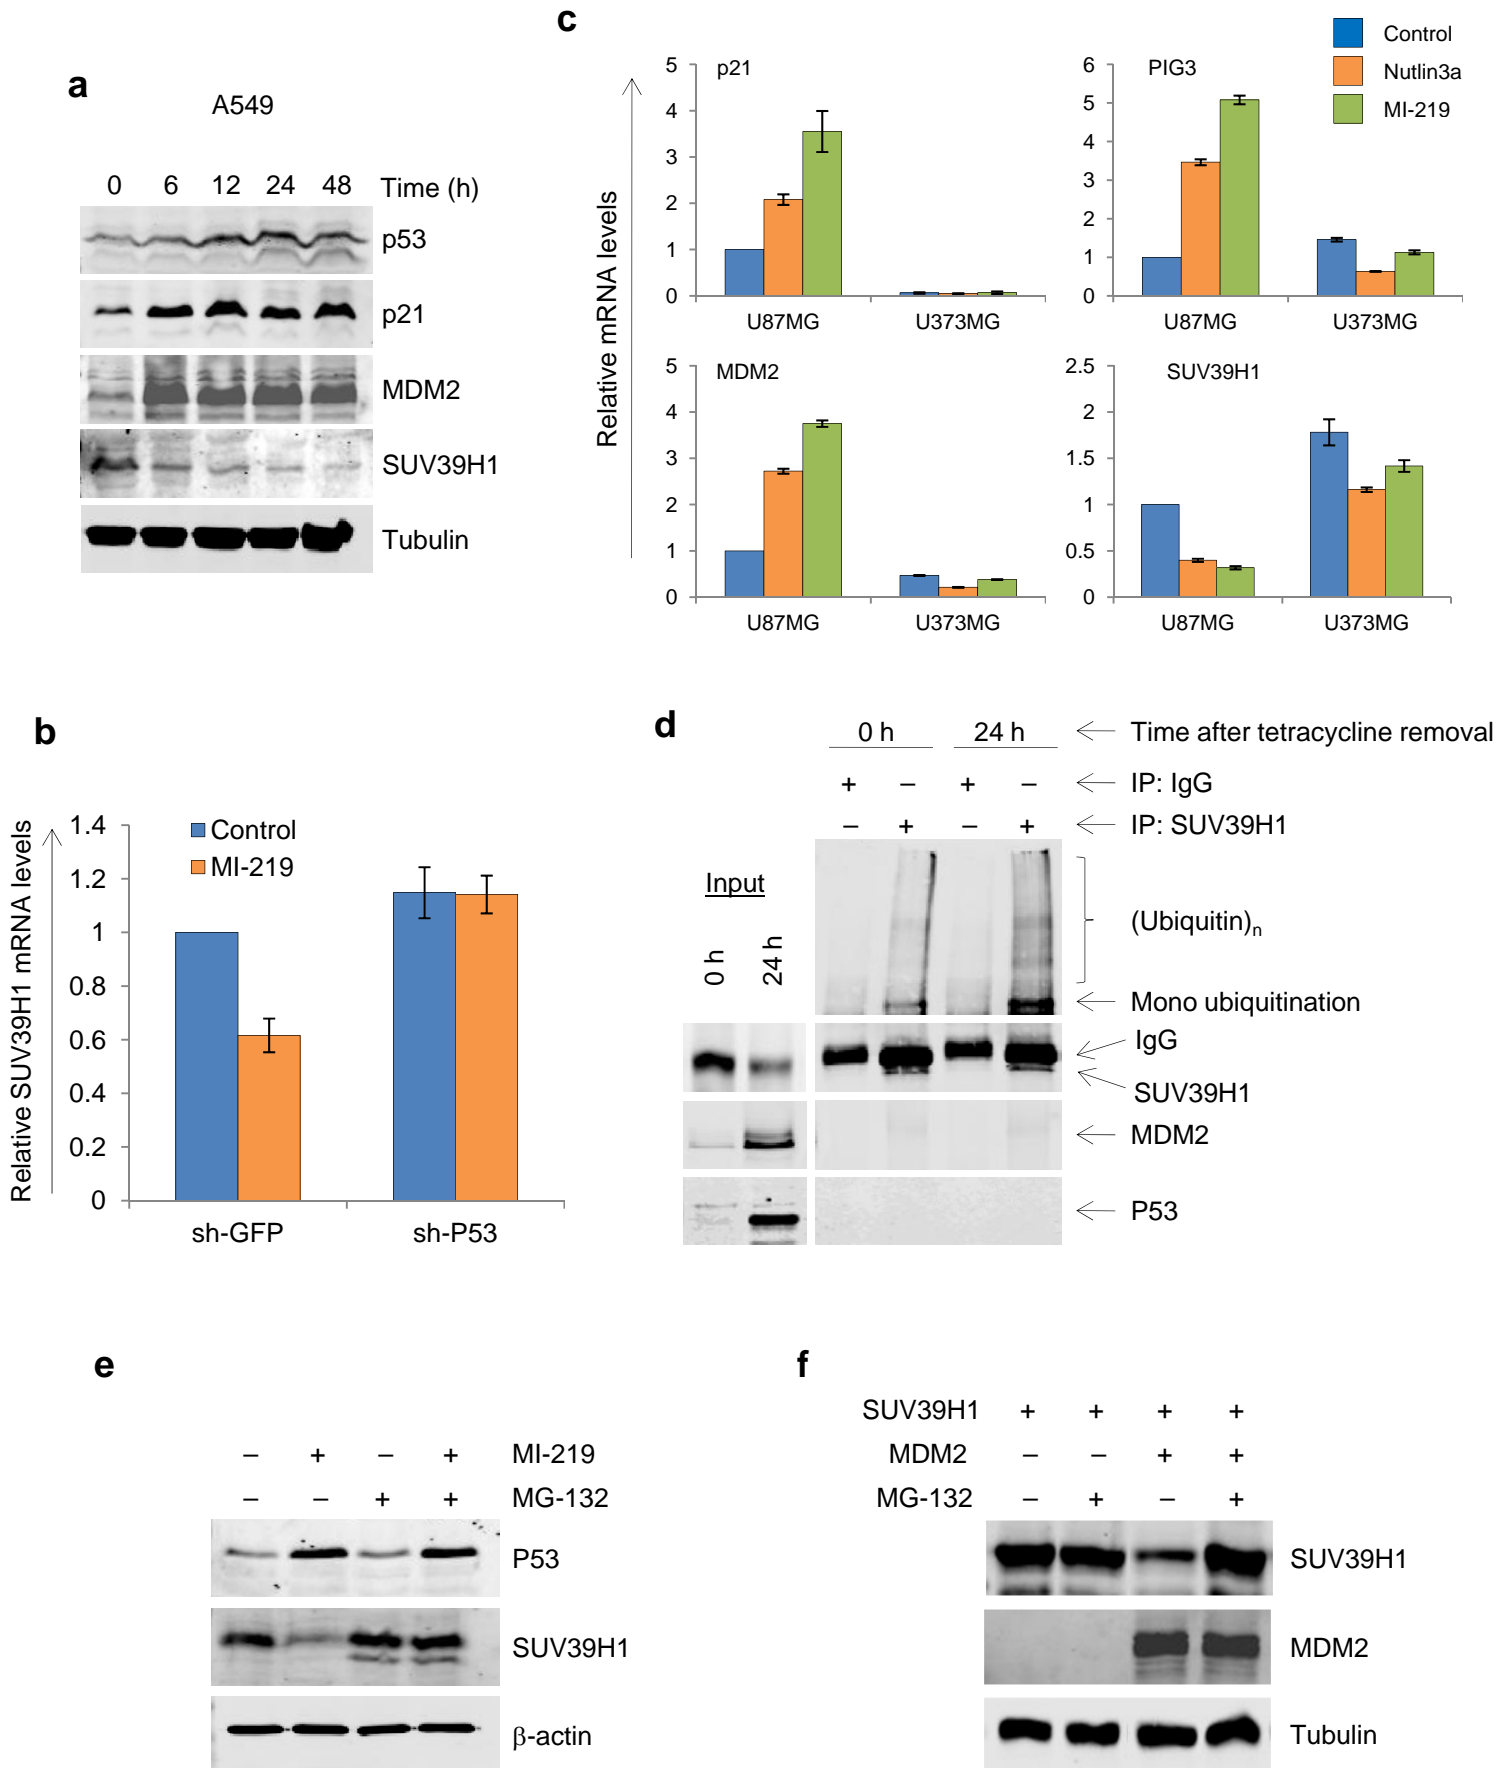 a
A549
0 6 12 24 48 Time (h)
p53
p21
MDM2
SUV39H1
Tubulin
c
Control
Nutlin3a
MI-219
Relative mRNA levels
p21
5
4
3
2
1
0
U87MG U373MG
PIG3
6
5
4
3
2
1
0
U87MG U373MG
MDM2
5
4
3
2
1
0
U87MG U373MG
SUV39H1
2.5
2
1.5
1
0.5
0
U87MG U373MG
b
Relative SUV39H1 mRNA levels
Control
MI-219
1.4
1.2
1
0.8
0.6
0.4
0.2
0
sh-GFP sh-P53
d
0 h 24 h Time after tetracycline removal
+ – + – IP: IgG
– + – + IP: SUV39H1
Input
0 h 24 h
(Ubiquitin)n
Mono ubiquitination
IgG
SUV39H1
MDM2
P53
e
– + – + MI-219
– – + + MG-132
P53
SUV39H1
β-actin
f
SUV39H1 + + + +
MDM2 – – + +
MG-132 – + – +
SUV39H1
MDM2
Tubulin